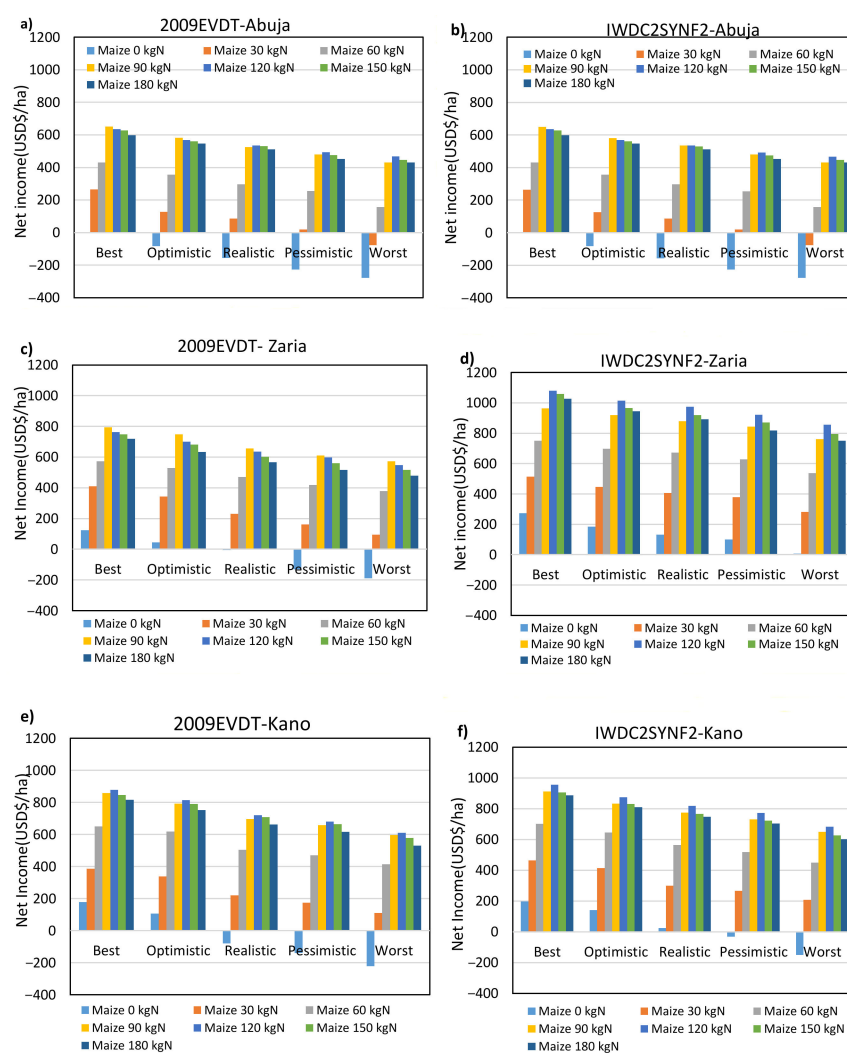 a)
2009EVDT-Abuja
Net income(USD$/ha)
1200
1000
800
600
400
200
0
−200
−400
Maize 0 kgN Maize 30 kgN Maize 60 kgN
Maize 90 kgN Maize 120 kgN Maize 150 kgN
Maize 180 kgN
Best Optimistic Realistic Pessimistic Worst
b)
IWDC2SYNF2-Abuja
Net income(USD$/ha)
1200
1000
800
600
400
200
0
−200
−400
Maize 0 kgN Maize 30 kgN Maize 60 kgN
Maize 90 kgN Maize 120 kgN Maize 150 kgN
Maize 180 kgN
Best Optimistic Realistic Pessimistic Worst
c)
2009EVDT- Zaria
Net Income(USD$/ha)
1200
1000
800
600
400
200
0
−200
−400
Best Optimistic Realistic Pessimistic Worst
Maize 0 kgN Maize 30 kgN Maize 60 kgN
Maize 90 kgN Maize 120 kgN Maize 150 kgN
Maize 180 kgN
d)
IWDC2SYNF2-Zaria
Net income(USD$/ha)
1200
1000
800
600
400
200
0
−200
−400
Best Optimistic Realistic Pessimistic Worst
Maize 0 kgN Maize 30 kgN Maize 60 kgN
Maize 90 kgN Maize 120 kgN Maize 150 kgN
Maize 180 kgN
e)
2009EVDT-Kano
Net Income(USD$/ha)
1200
1000
800
600
400
200
0
−200
−400
Best Optimistic Realistic Pessimistic Worst
Maize 0 kgN Maize 30 kgN Maize 60 kgN
Maize 90 kgN Maize 120 kgN Maize 150 kgN
Maize 180 kgN
f)
IWDC2SYNF2-Kano
Net Income(USD$/ha)
1200
1000
800
600
400
200
0
−200
−400
Best Optimistic Realistic Pessimistic Worst
Maize 0 kgN Maize 30 kgN Maize 60 kgN
Maize 90 kgN Maize 120 kgN Maize 150 kgN
Maize 180 kgN